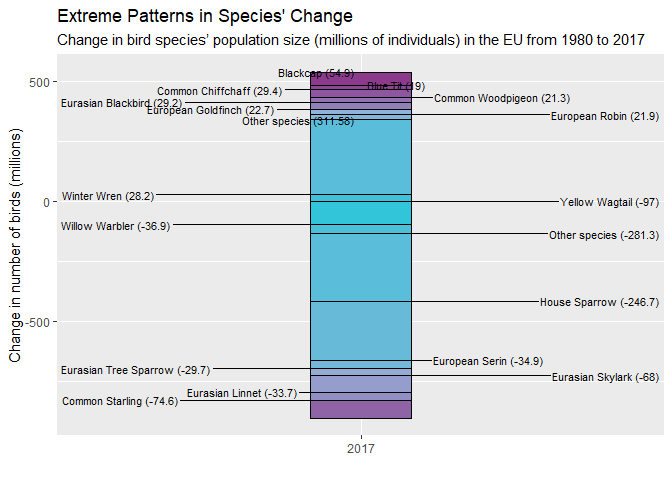 Extreme Patterns in Species' Change
Change in bird species' population size (millions of individuals) in the EU from 1980 to 2017
Change in number of birds (millions)
500
0
-500
Blackcap (54.9)
Blue Tit (19)
Common Chiffchaff (29.4)
Common Woodpigeon (21.3)
Eurasian Blackbird (29.2)
European Goldfinch (22.7)
European Robin (21.9)
Other species (311.58)
Winter Wren (28.2)
Yellow Wagtail (-97)
Willow Warbler (-36.9)
Other species (-281.3)
House Sparrow (-246.7)
European Serin (-34.9)
Eurasian Tree Sparrow (-29.7)
Eurasian Skylark (-68)
Eurasian Linnet (-33.7)
Common Starling (-74.6)
2017